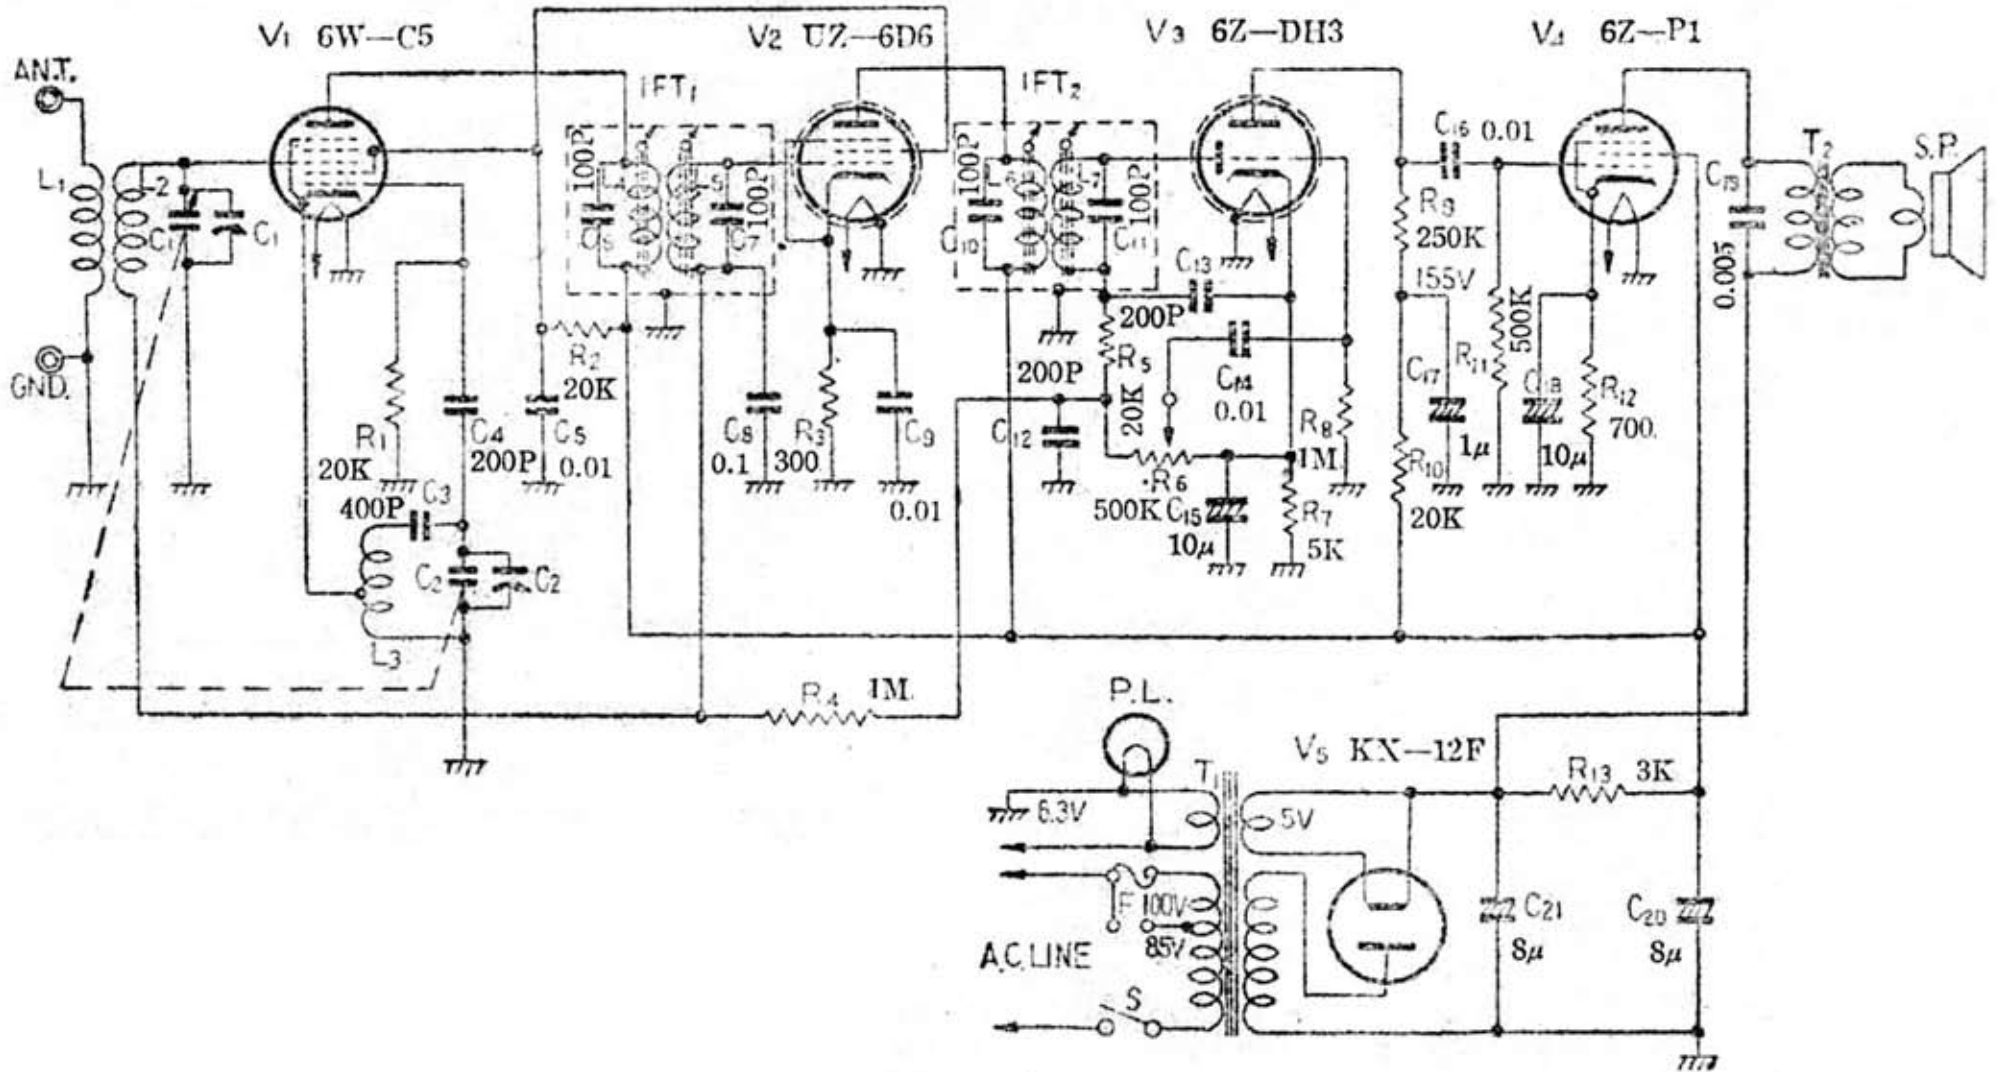 V1 6W—C5
V2 UZ—6D6
V3 6Z—DH3
V4 6Z—P1
ANT.
GND.
L1
L2
C1
C1
R1
20K
C4
200P
C3
400P
C2
C2
L3
C5
0.01
R2
20K
IFT1
100P
C6
C7
100P
C8
0.1
R3
300
C9
0.01
R4 1M.
IFT2
100P
C10
C11
100P
C13
200P
R5
20K
200P
C12
C14
0.01
R6
500K
C15
10μ
R7
5K
R8
1M.
R9
250K
155V
R10
20K
C16 0.01
C17
1μ
R11
500K
C18
10μ
R12
700.
0.005
T2
S.P.
P.L.
T1
6.3V
5V
V5 KX—12F
R13 3K
F 100V
85V
A.C. LINE
S
C21
8μ
C20
8μ